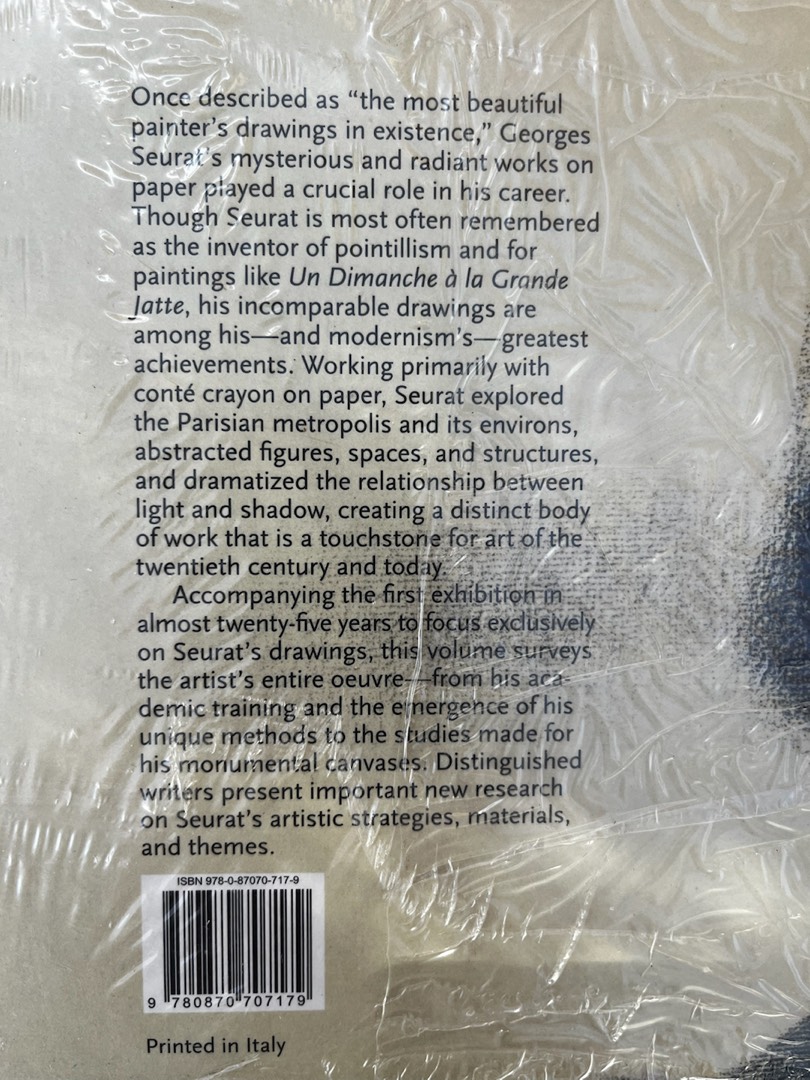 Once described as “the most beautiful
painter’s drawings in existence,” Georges
Seurat’s mysterious and radiant works on
paper played a crucial role in his career.
Though Seurat is most often remembered
as the inventor of pointillism and for
paintings like Un Dimanche à la Grande
Jatte, his incomparable drawings are
among his—and modernism’s—greatest
achievements. Working primarily with
conté crayon on paper, Seurat explored
the Parisian metropolis and its environs,
abstracted figures, spaces, and structures,
and dramatized the relationship between
light and shadow, creating a distinct body
of work that is a touchstone for art of the
twentieth century and today.
Accompanying the first exhibition in
almost twenty-five years to focus exclusively
on Seurat’s drawings, this volume surveys
the artist’s entire oeuvre—from his aca-
demic training and the emergence of his
unique methods to the studies made for
his monumental canvases. Distinguished
writers present important new research
on Seurat’s artistic strategies, materials,
and themes.
ISBN 978-0-87070-717-9
9 780870 707179
Printed in Italy